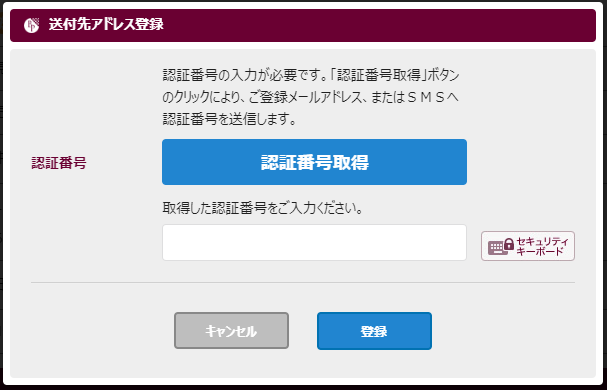 送付先アドレス登録
認証番号の入力が必要です。「認証番号取得」ボタン
のクリックにより、ご登録メールアドレス、またはＳＭＳへ
認証番号を送信します。
認証番号
認証番号取得
取得した認証番号をご入力ください。
セキュリティ
キーボード
キャンセル
登録